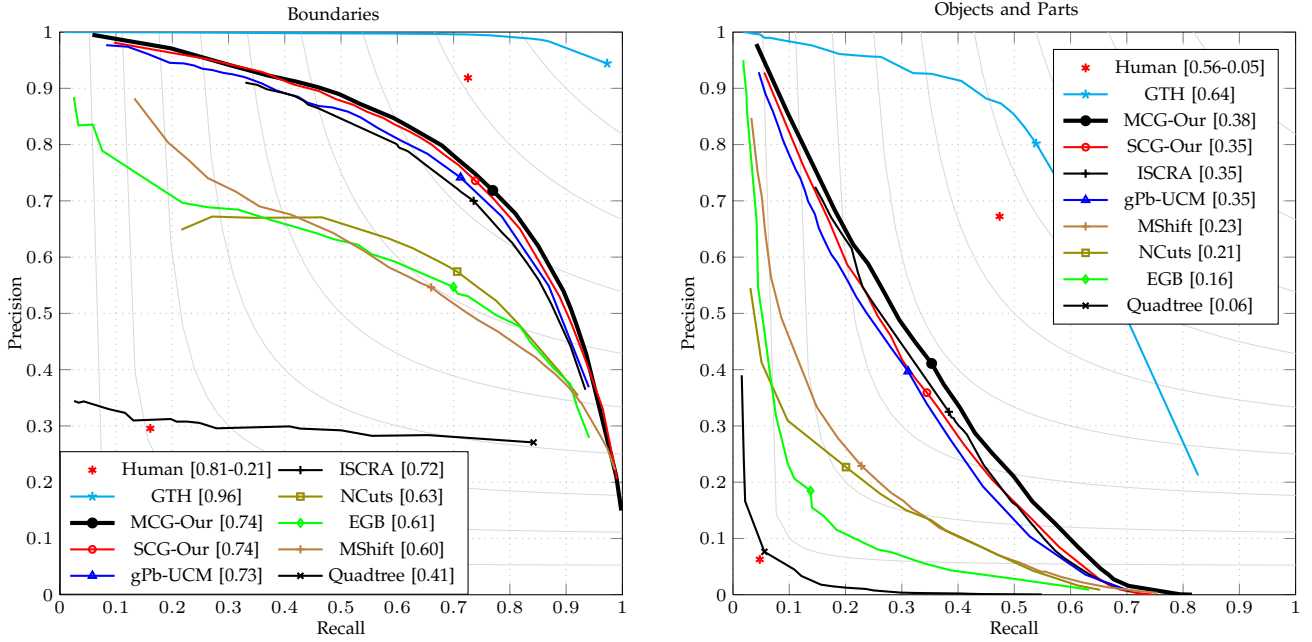 Boundaries
1
0.9
0.8
0.7
0.6
0.5
0.4
0.3
0.2
0.1
0
Precision
Human [0.81-0.21]
GTH [0.96]
MCG-Our [0.74]
SCG-Our [0.74]
gPb-UCM [0.73]
ISCRA [0.72]
NCuts [0.63]
EGB [0.61]
MShift [0.60]
Quadtree [0.41]
0 0.1 0.2 0.3 0.4 0.5 0.6 0.7 0.8 0.9 1
Recall
Objects and Parts
1
0.9
0.8
0.7
0.6
0.5
0.4
0.3
0.2
0.1
0
Precision
Human [0.56-0.05]
GTH [0.64]
MCG-Our [0.38]
SCG-Our [0.35]
ISCRA [0.35]
gPb-UCM [0.35]
MShift [0.23]
NCuts [0.21]
EGB [0.16]
Quadtree [0.06]
0 0.1 0.2 0.3 0.4 0.5 0.6 0.7 0.8 0.9 1
Recall